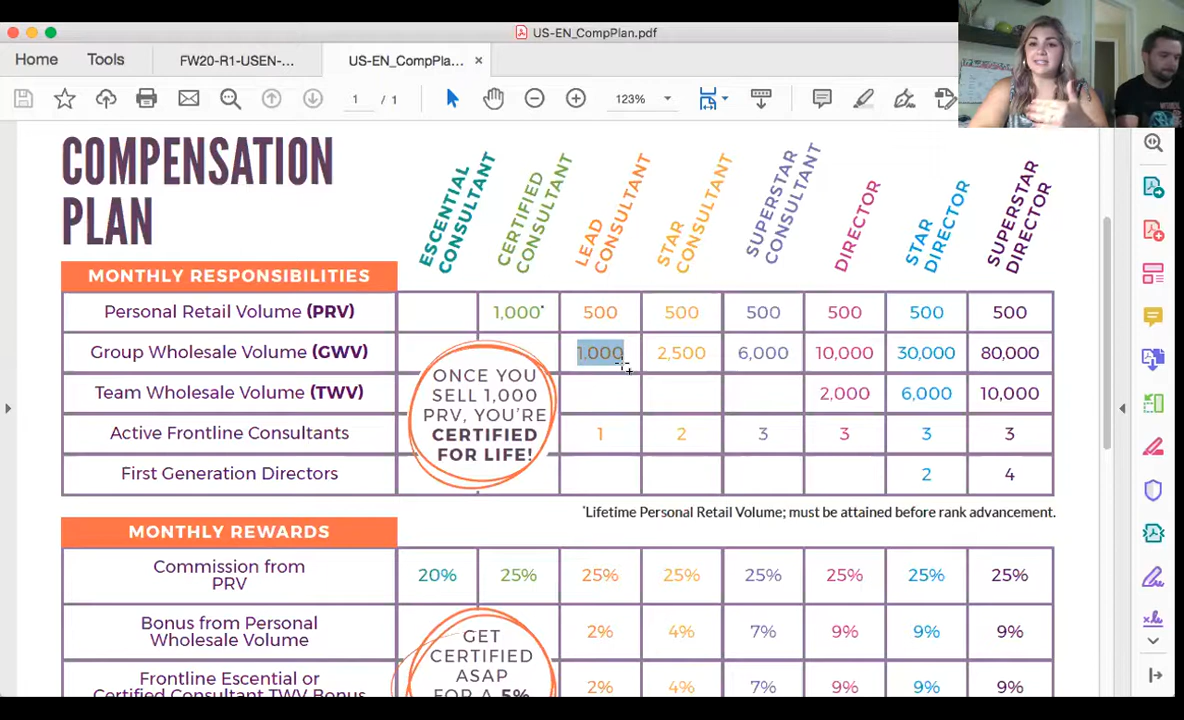 US-EN_CompPlan.pdf
Home Tools FW20-R1-USEN-... US-EN_CompPla... ×
1 / 1 123%
COMPENSATION
PLAN
ESCENTIAL
CONSULTANT
CERTIFIED
CONSULTANT
LEAD
CONSULTANT
STAR
CONSULTANT
SUPERSTAR
CONSULTANT
DIRECTOR
STAR
DIRECTOR
SUPERSTAR
DIRECTOR
MONTHLY RESPONSIBILITIES
Personal Retail Volume (PRV) 1,000* 500 500 500 500 500 500
Group Wholesale Volume (GWV) 1,000 2,500 6,000 10,000 30,000 80,000
Team Wholesale Volume (TWV) 2,000 6,000 10,000
Active Frontline Consultants 1 2 3 3 3 3
First Generation Directors 2 4
ONCE YOU
SELL 1,000
PRV, YOU'RE
CERTIFIED
FOR LIFE!
*Lifetime Personal Retail Volume; must be attained before rank advancement.
MONTHLY REWARDS
Commission from
PRV 20% 25% 25% 25% 25% 25% 25% 25%
Bonus from Personal
Wholesale Volume 2% 4% 7% 9% 9% 9%
Frontline Escential or
Certified Consultant TWV Bonus 2% 4% 7% 9% 9% 9%
GET
CERTIFIED
ASAP
FOR A 5%